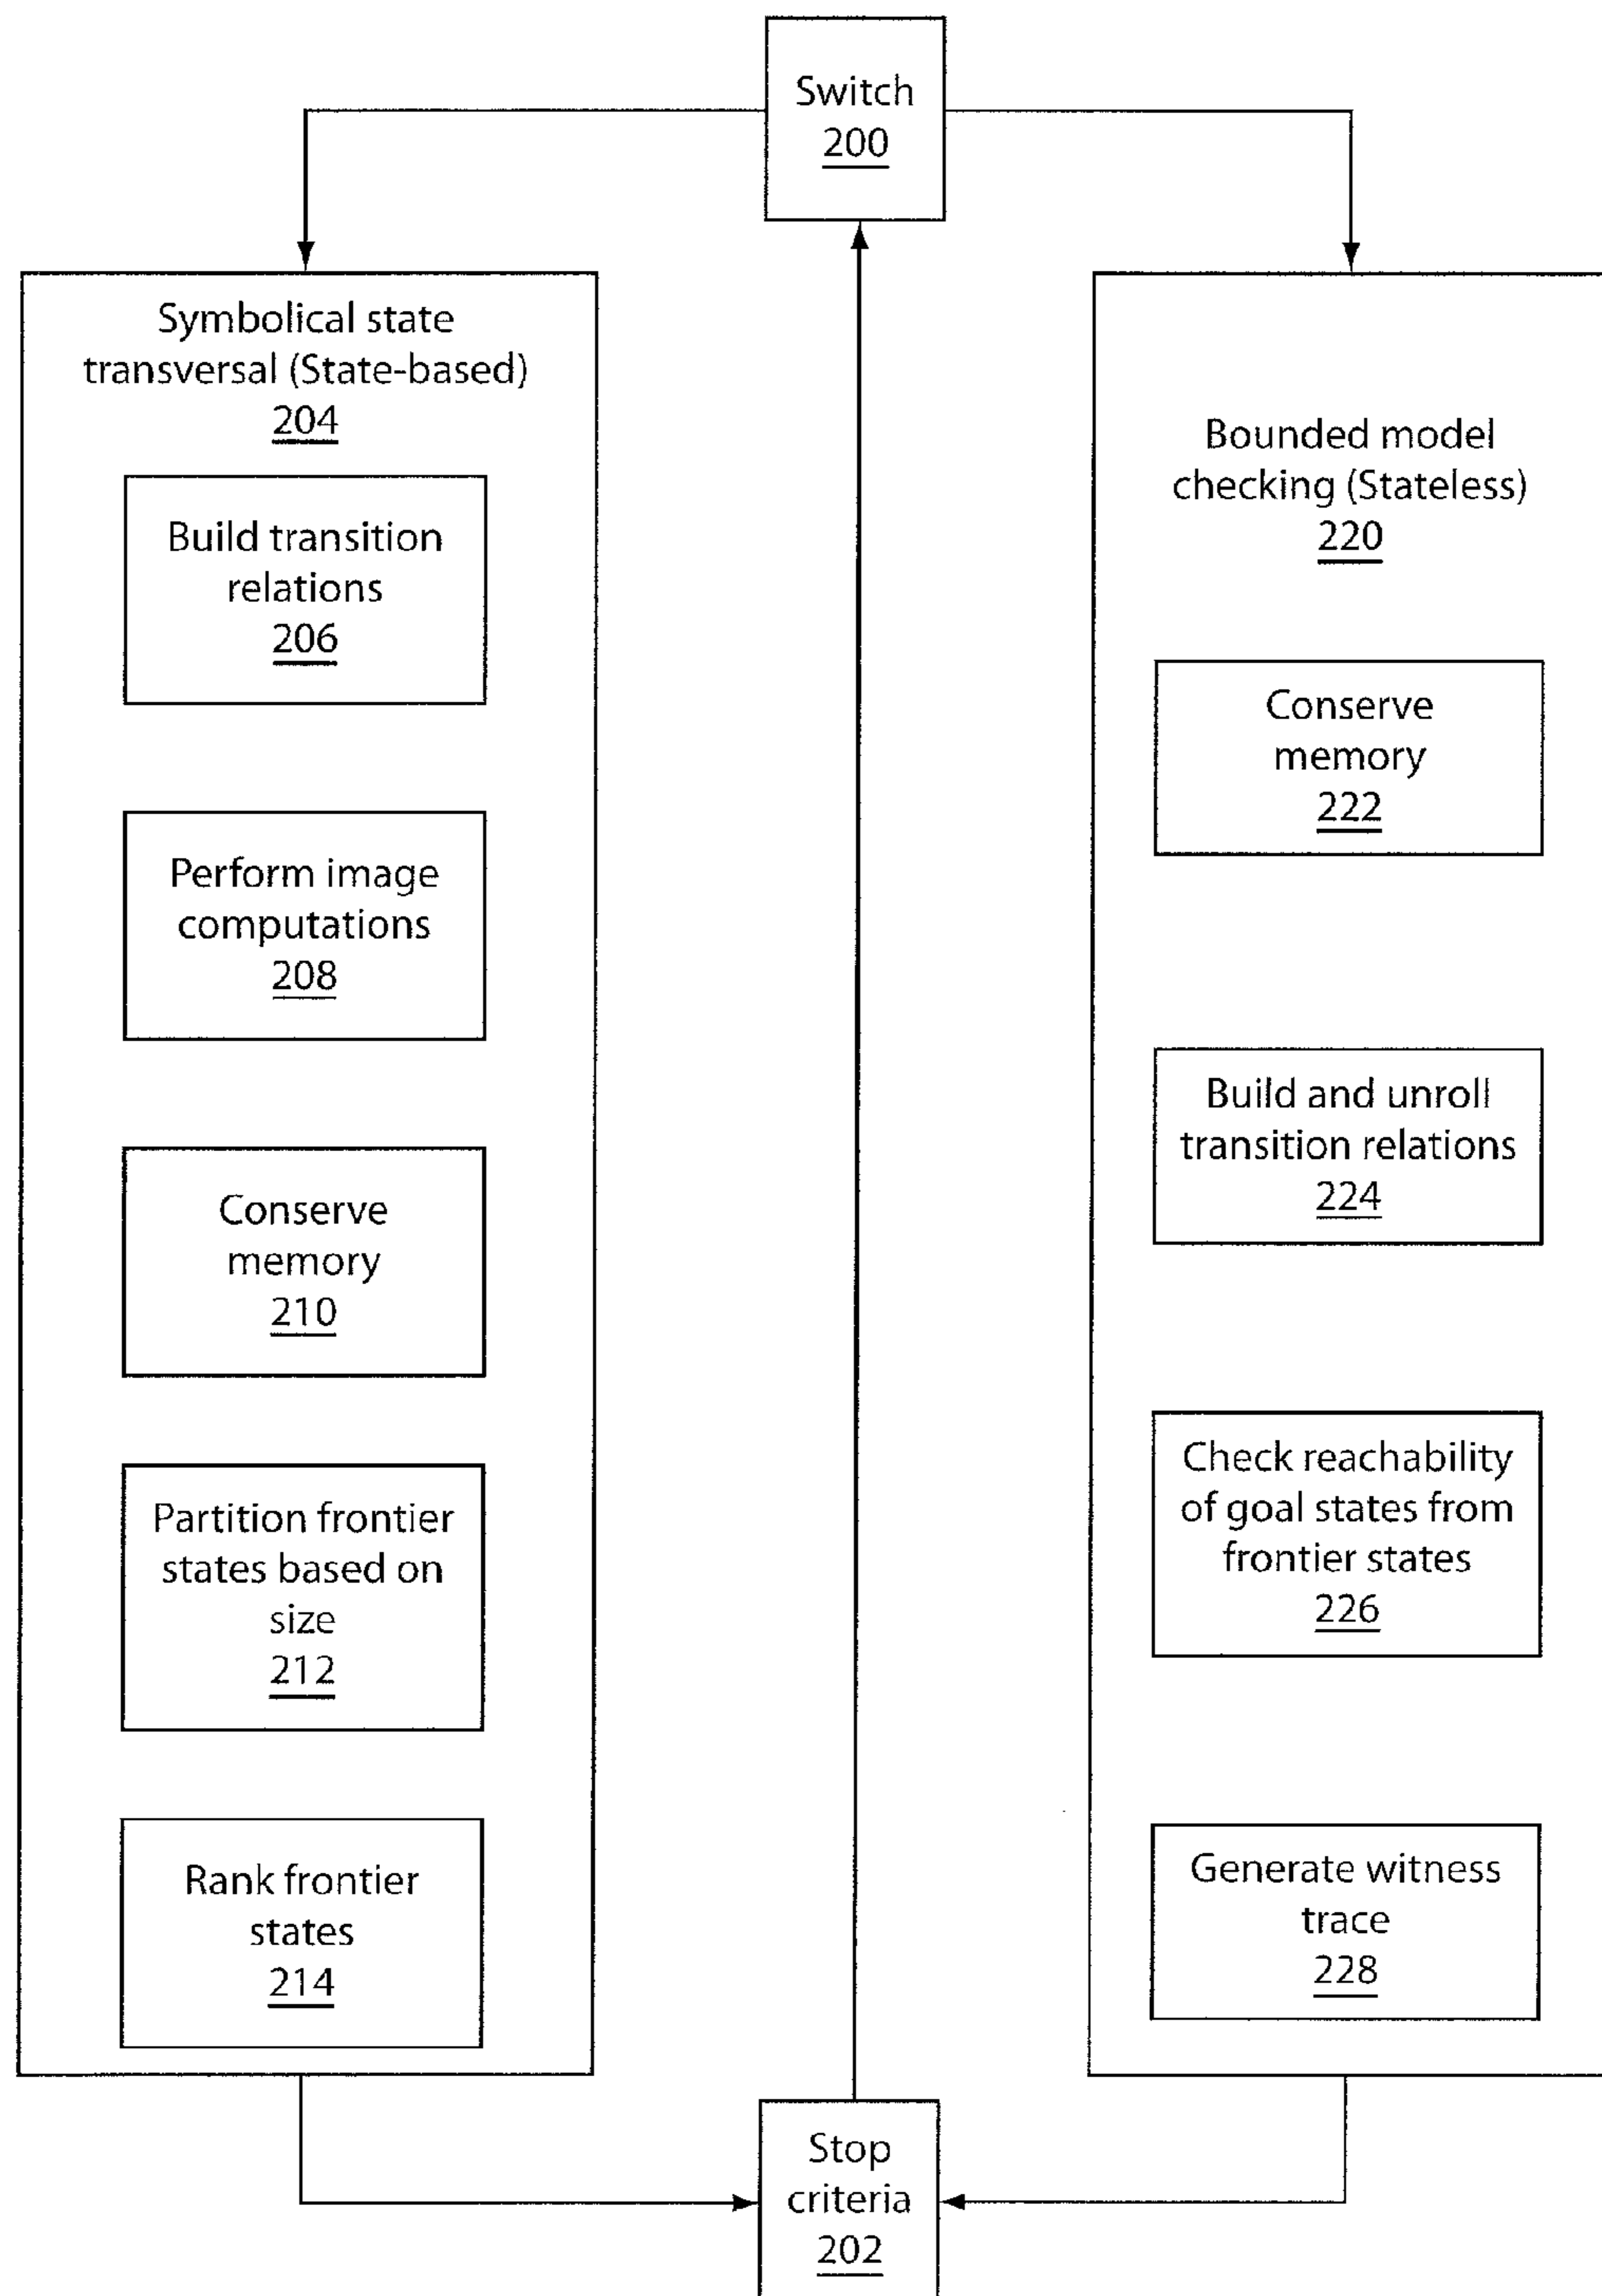 Switch
200
Symbolical state
transversal (State-based)
204
Build transition
relations
206
Perform image
computations
208
Conserve
memory
210
Partition frontier
states based on
size
212
Rank frontier
states
214
Bounded model
checking (Stateless)
220
Conserve
memory
222
Build and unroll
transition relations
224
Check reachability
of goal states from
frontier states
226
Generate witness
trace
228
Stop
criteria
202